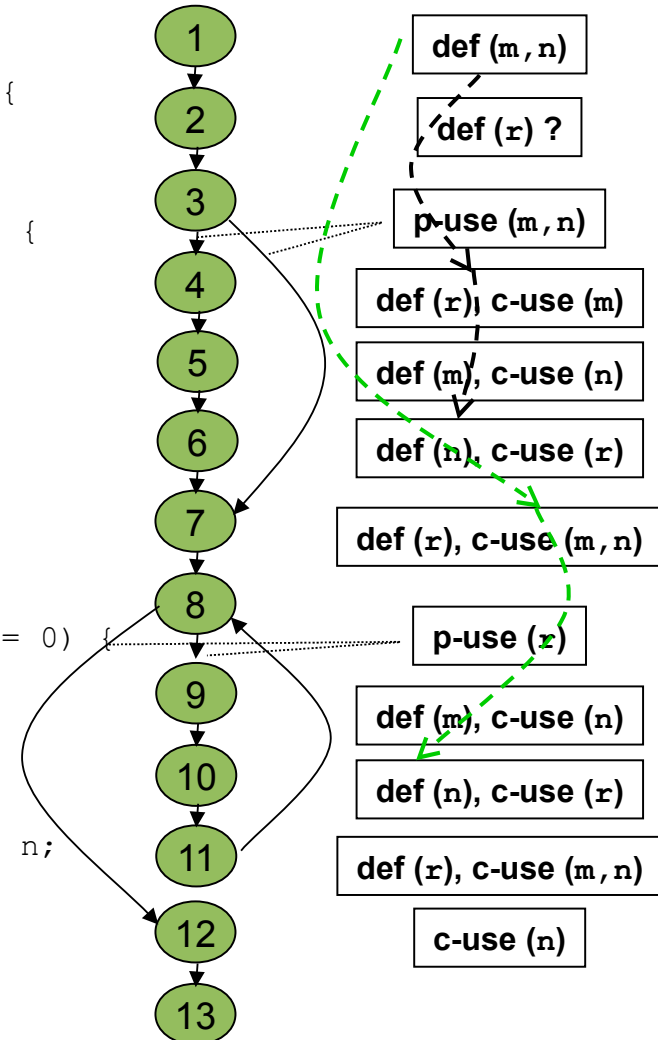 1
def (m,n)
{
2
def (r) ?
3
p-use (m,n)
{
4
def (r), c-use (m)
5
def (m), c-use (n)
6
def (n), c-use (r)
7
def (r), c-use (m,n)
8
= 0) {
p-use (r)
9
def (m), c-use (n)
10
def (n), c-use (r)
n;
11
def (r), c-use (m,n)
12
c-use (n)
13